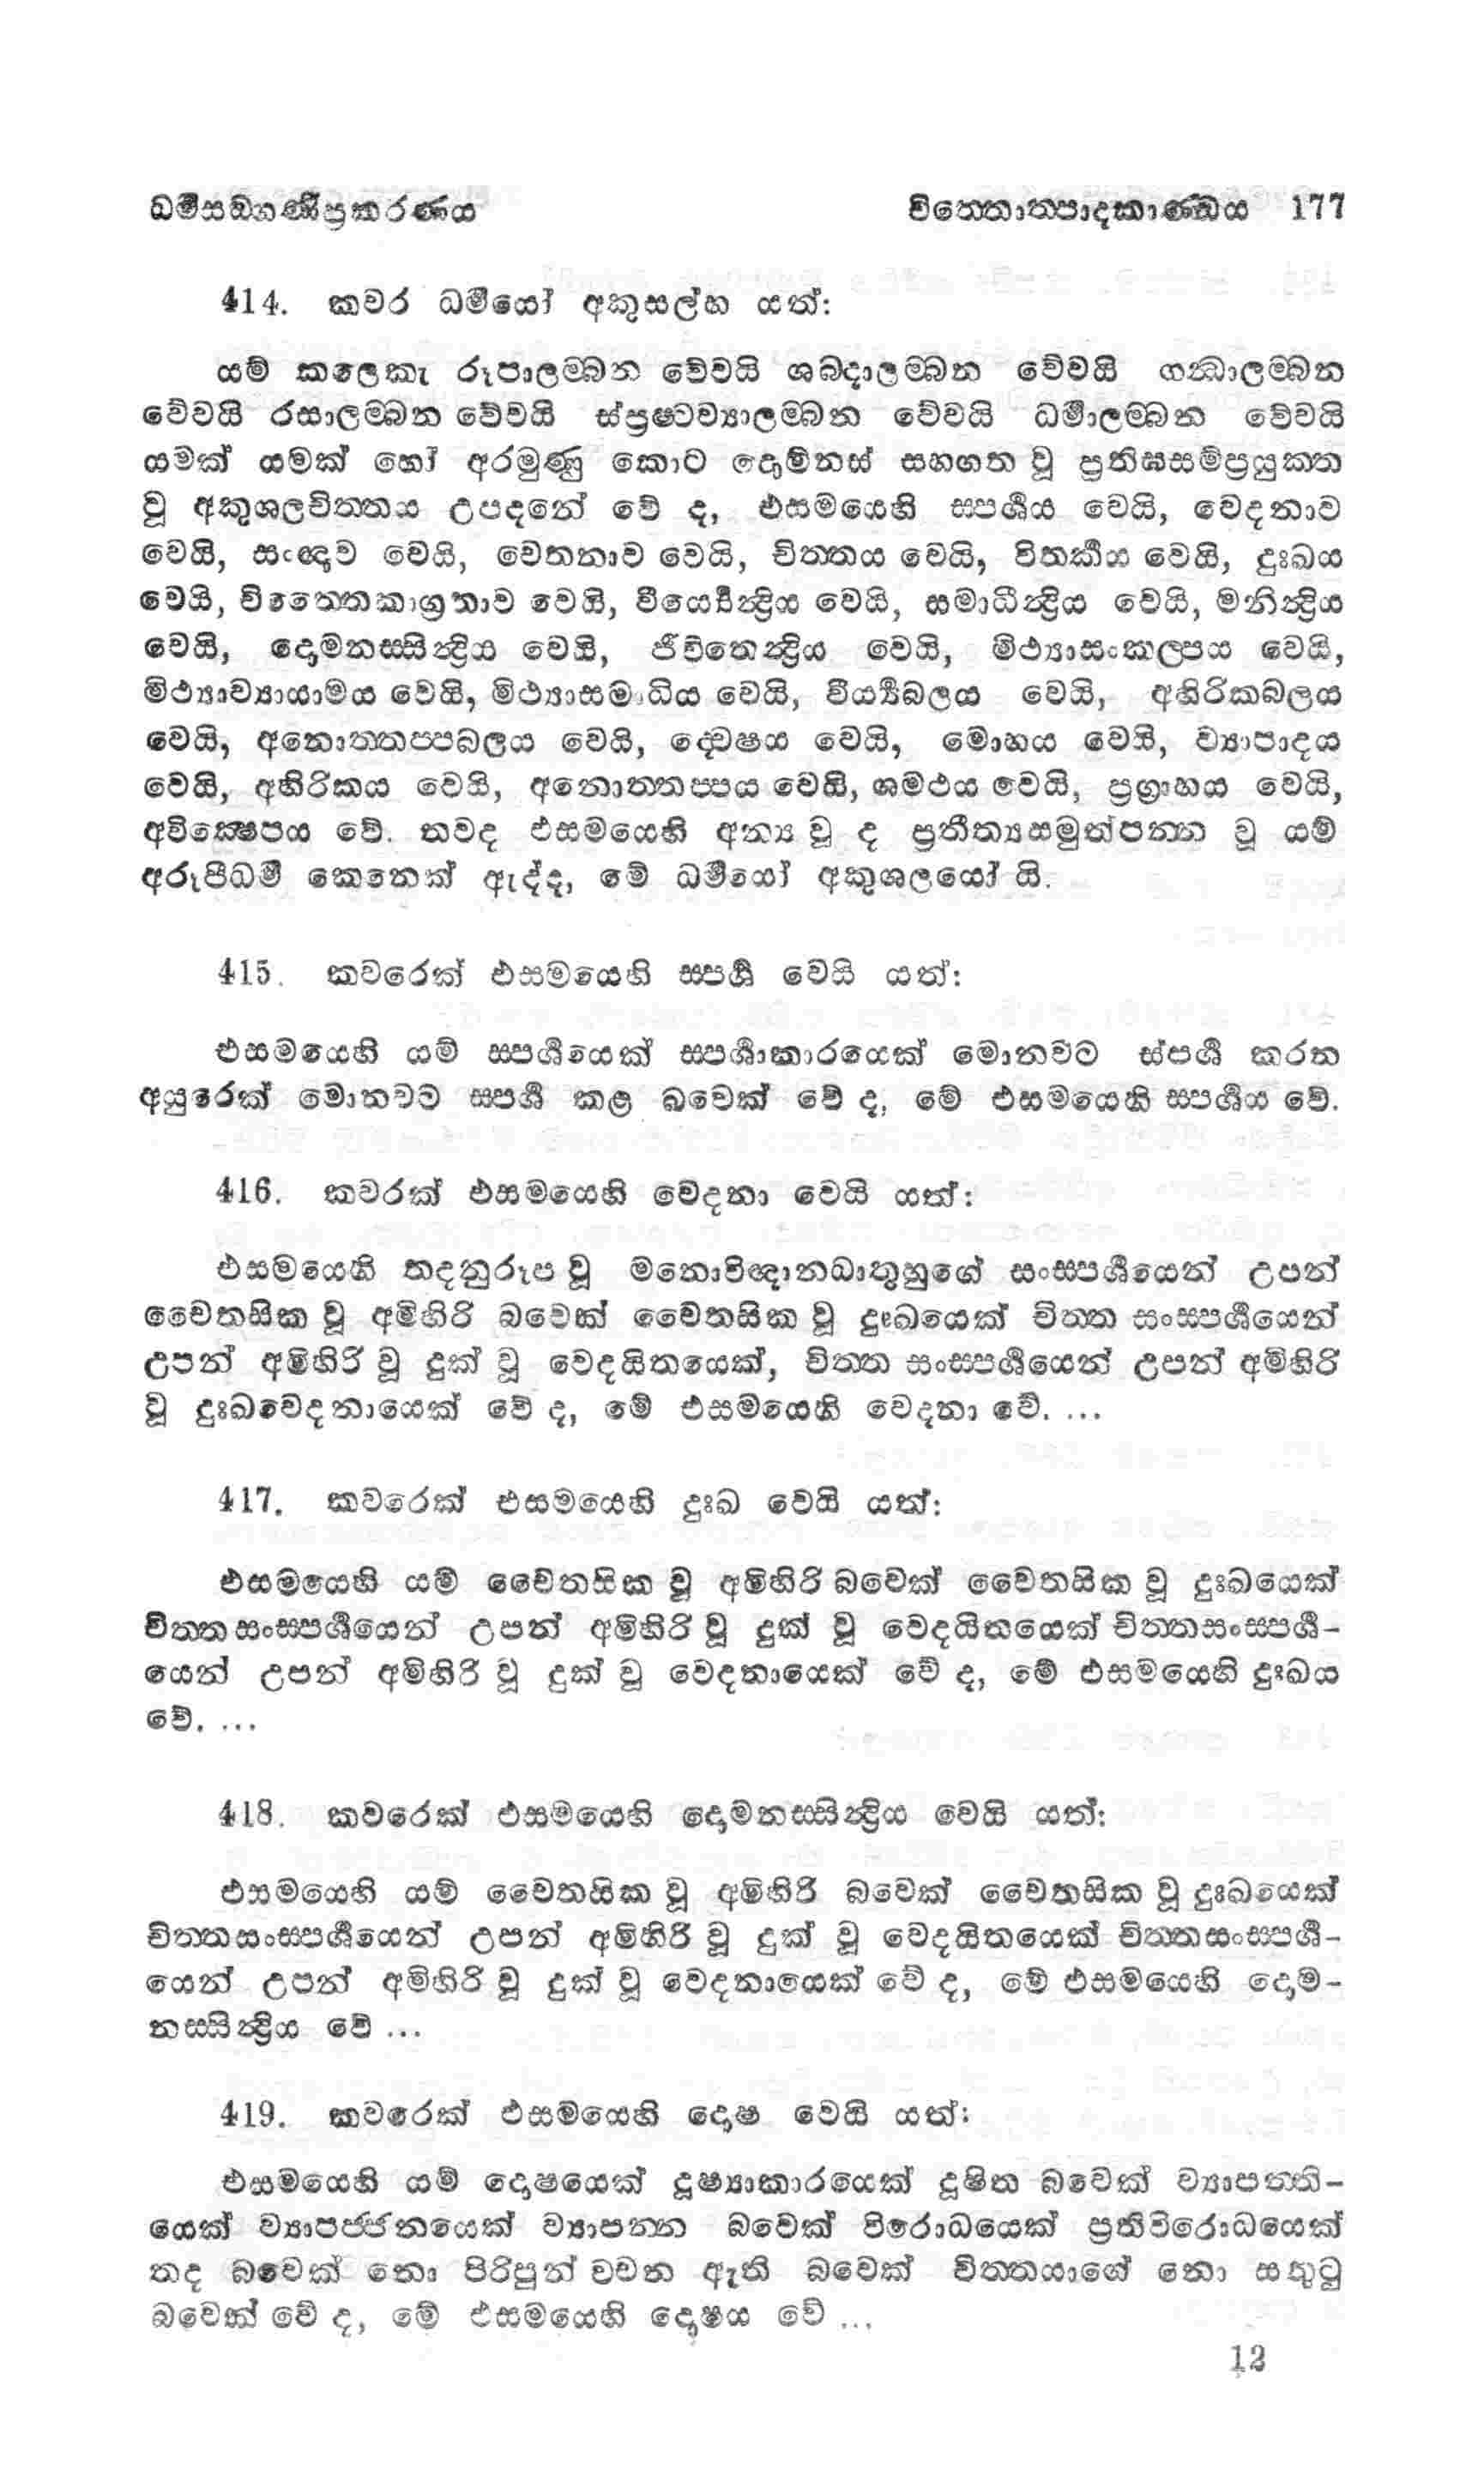 ධර්‍මසඞ්ගණීප්‍රකරණය චිත්තොත්පාදකාණ්ඩය 177
414. කවර ධර්‍මයෝ අකුසල්හ යත්:
යම් කලෙකැ රූපාලම්බන වේවයි ශබ්දාලම්බන වේවයි ගන්‍ධාලම්බන
වේවයි රසාලම්බන වේවයි ස්ප්‍රෂ්ටව්‍යාලම්බන වේවයි ධර්‍මාලම්බන වේවයි
යමක් යමක් හෝ අරමුණු කොට දොම්නස් සහගත වූ ප්‍රතිඝසම්ප්‍රයුක්ත
වූ අකුශලචිත්තය උපදනේ වේ ද, එසමයෙහි ස්පර්‍ශය වෙයි, වේදනාව
වෙයි, සංඥාව වෙයි, චෙතනාව වෙයි, චිත්තය වෙයි, විතර්‍කය වෙයි, දුඃඛය
වෙයි, චිත්තෙකාග්‍රතාව වෙයි, වීර්‍ය්‍යෙන්‍ද්‍රිය වෙයි, සමාධීන්‍ද්‍රිය වෙයි, මනින්‍ද්‍රිය
වෙයි, දොමනස්සින්‍ද්‍රිය වෙයි, ජීවිතෙන්‍ද්‍රිය වෙයි, මිථ්‍යාසංකල්පය වෙයි,
මිථ්‍යාව්‍යායාමය වෙයි, මිථ්‍යාසමාධිය වෙයි, වීර්‍ය්‍යබලය වෙයි, අහිරිකබලය
වෙයි, අනොත්තප්පබලය වෙයි, ද්වෙෂය වෙයි, මොහය වෙයි, ව්‍යාපාදය
වෙයි, අහිරිකය වෙයි, අනොත්තප්පය වෙයි, ශමථය වෙයි, ප්‍රග්‍රාහය වෙයි,
අවික්‍ෂෙපය වේ. තවද එසමයෙහි අන්‍ය වූ ද ප්‍රතීත්‍යසමුත්පන්න වූ යම්
අරූපීධර්‍ම කෙනෙක් ඇද්ද, මේ ධර්‍මයෝ අකුශලයෝ යි.
415. කවරෙක් එසමයෙහි ස්පර්‍ශ වෙයි යත්:
එසමයෙහි යම් ස්පර්‍ශයෙක් ස්පර්‍ශාකාරයෙක් මොනවට ස්පර්‍ශ කරන
අයුරෙක් මොනවට ස්පර්‍ශ කළ බවෙක් වේ ද, මේ එසමයෙහි ස්පර්‍ශය වේ.
416. කවරක් එසමයෙහි වෙදනා වෙයි යත්:
එසමයෙහි තදනුරූප වූ මනොවිඥානධාතුහුගේ සංස්පර්‍ශයෙන් උපන්
චෛතසික වූ අමිහිරි බවෙක් චෛතසික වූ දුඃඛයෙක් චිත්ත සංස්පර්‍ශයෙන්
උපන් අමිහිරි වූ දුක් වූ වෙදයිතයෙක්, චිත්ත සංස්පර්‍ශයෙන් උපන් අමිහිරි
වූ දුඃඛවෙදනායෙක් වේ ද, මේ එසමයෙහි වෙදනා වේ. ...
417. කවරෙක් එසමයෙහි දුඃඛ වෙයි යත්:
එසමයෙහි යම් චෛතසික වූ අමිහිරි බවෙක් චෛතසික වූ දුඃඛයෙක්
චිත්තසංස්පර්‍ශයෙන් උපන් අමිහිරි වූ දුක් වූ වෙදයිතයෙක් චිත්තසංස්පර්‍ශ-
යෙන් උපන් අමිහිරි වූ දුක් වූ වෙදනායෙක් වේ ද, මේ එසමයෙහි දුඃඛය
වේ. ...
418. කවරෙක් එසමයෙහි දොමනස්සින්‍ද්‍රිය වෙයි යත්:
එසමයෙහි යම් චෛතසික වූ අමිහිරි බවෙක් චෛතසික වූ දුඃඛයෙක්
චිත්තසංස්පර්‍ශයෙන් උපන් අමිහිරි වූ දුක් වූ වෙදයිතයෙක් චිත්තසංස්පර්‍ශ-
යෙන් උපන් අමිහිරි වූ දුක් වූ වෙදනායෙක් වේ ද, මේ එසමයෙහි දොම-
නස්සින්‍ද්‍රිය වේ ...
419. කවරෙක් එසමයෙහි දොෂ වෙයි යත්:
එසමයෙහි යම් දොෂයෙක් දූෂ්‍යාකාරයෙක් දූෂිත බවෙක් ව්‍යාපත්ති-
යෙක් ව්‍යාපජ්ජනයෙක් ව්‍යාපන්න බවෙක් විරොධයෙක් ප්‍රතිවිරොධයෙක්
තද බවෙක් නො පිරිපුන් වචන ඇති බවෙක් චිත්තයාගේ නො සතුටු
බවෙක් වේ ද, මේ එසමයෙහි දොෂය වේ ...
12